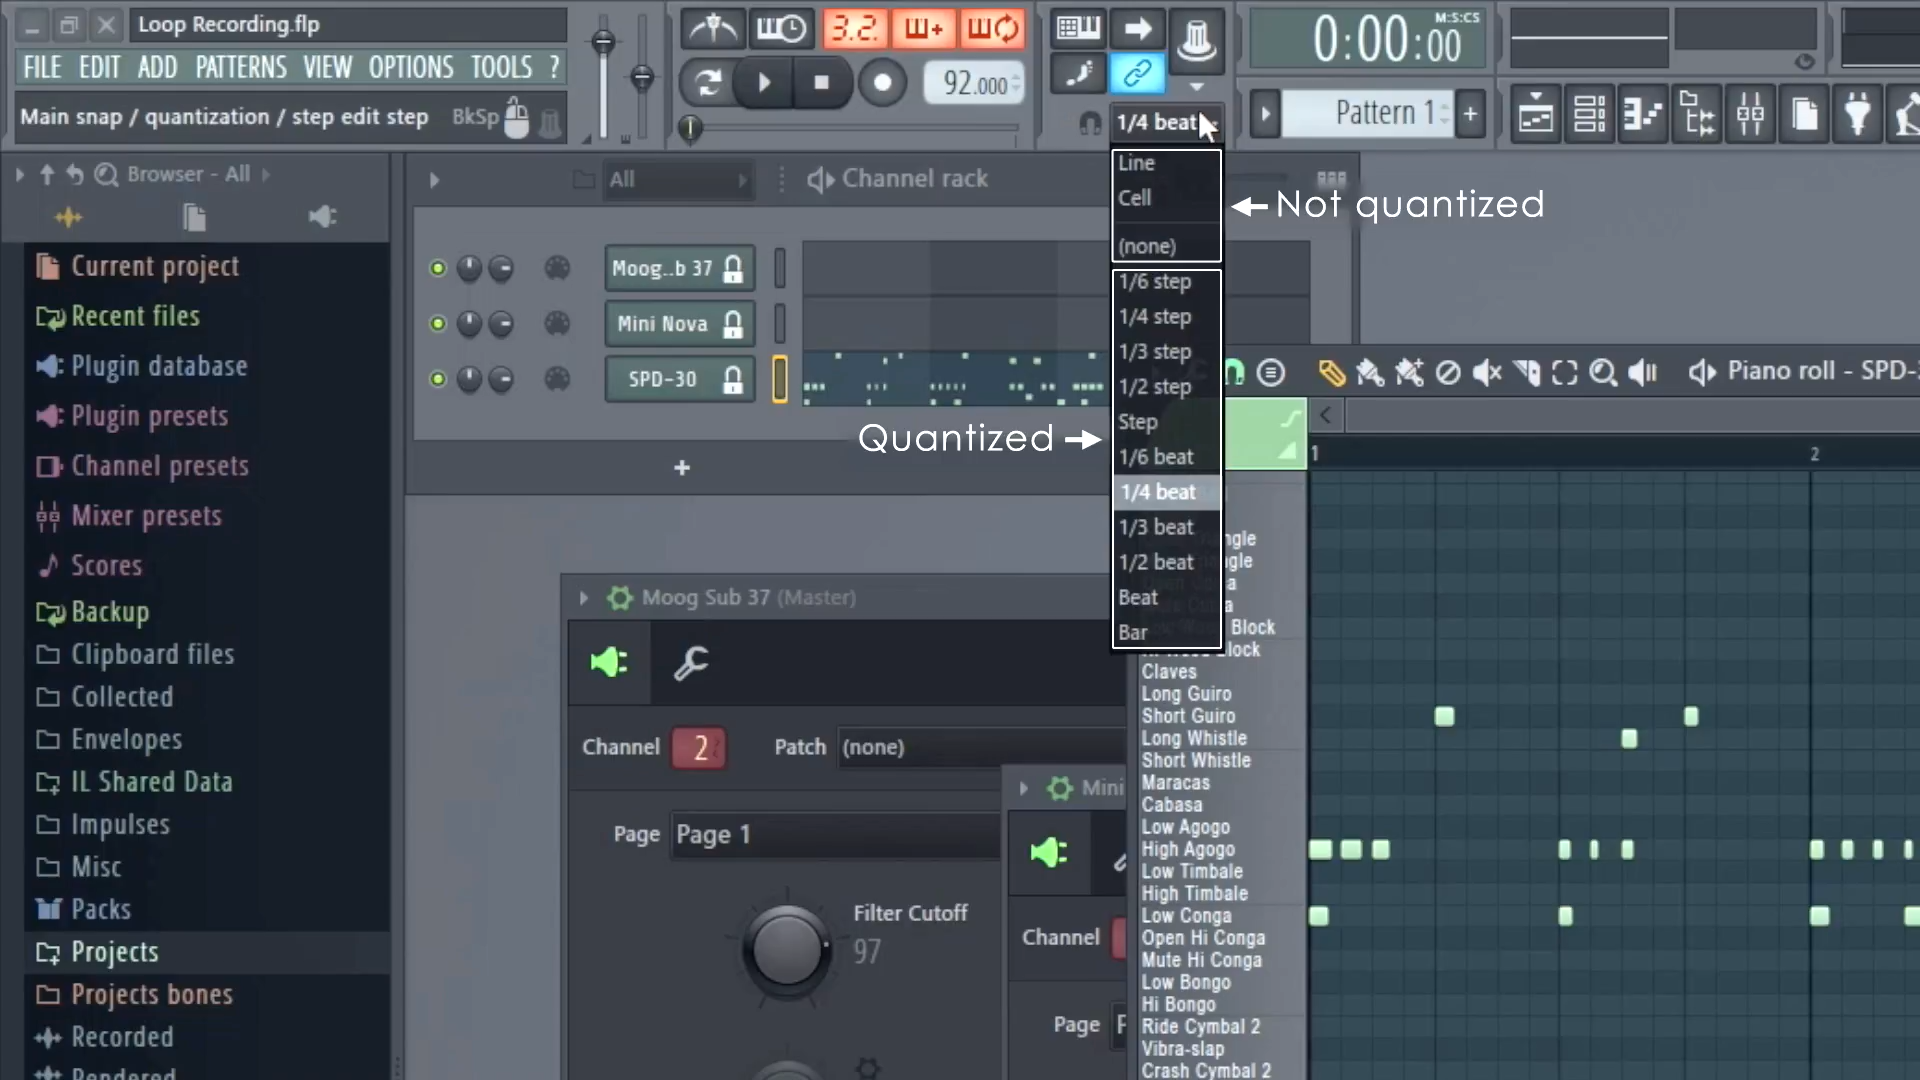 Loop Recording.flp
FILE EDIT ADD PATTERNS VIEW OPTIONS TOOLS ?
Main snap / quantization / step edit step BkSp
3.2.
92.000
1/4 beat
0:00:00
M:S:CS
Pattern 1
+
Browser - All
Current project
Recent files
Plugin database
Plugin presets
Channel presets
Mixer presets
Scores
Backup
Clipboard files
Collected
Envelopes
IL Shared Data
Impulses
Misc
Packs
Projects
Projects bones
Recorded
Rendered
All
Channel rack
Moog..b 37
Mini Nova
SPD-30
+
Line
Cell
(none)
1/6 step
1/4 step
1/3 step
1/2 step
Step
1/6 beat
1/4 beat
1/3 beat
1/2 beat
Beat
Bar
Not quantized
Quantized
Piano roll - SPD-
1
2
Moog Sub 37 (Master)
Channel 2 Patch (none)
Page Page 1
Filter Cutoff
97
Mini
Channel
Page
Block
Claves
Long Guiro
Short Guiro
Long Whistle
Short Whistle
Maracas
Cabasa
Low Agogo
High Agogo
Low Timbale
High Timbale
Low Conga
Open Hi Conga
Mute Hi Conga
Low Bongo
Hi Bongo
Ride Cymbal 2
Vibra-slap
Crash Cymbal 2